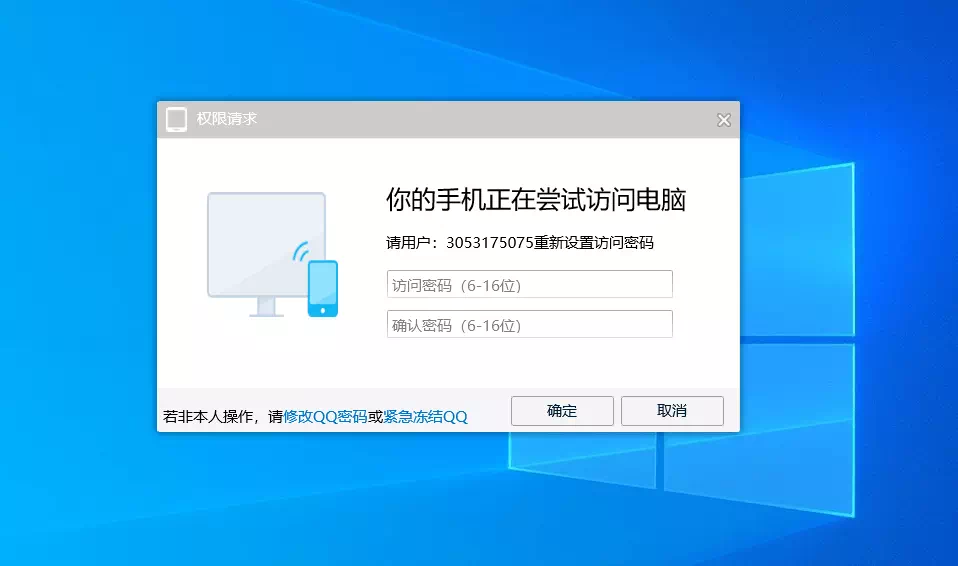 权限请求
你的手机正在尝试访问电脑
请用户：3053175075重新设置访问密码
访问密码（6-16位）
确认密码（6-16位）
若非本人操作，请修改QQ密码或紧急冻结QQ
确定
取消